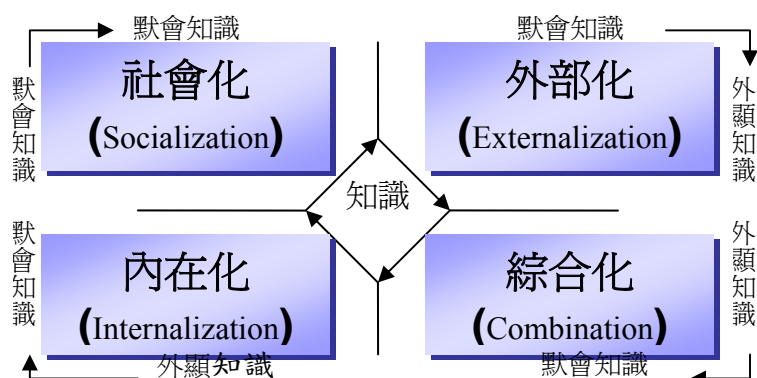 默會知識
默會知識
默會知識
社會化
(Socialization)
外部化
(Externalization)
外顯知識
知識
默會知識
內在化
(Internalization)
綜合化
(Combination)
外顯知識
外顯知識
默會知識